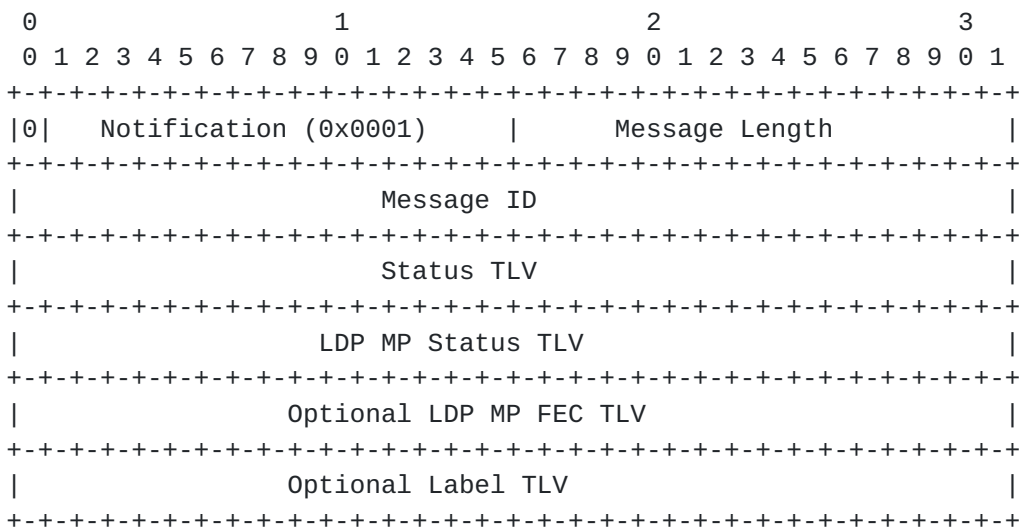 0                   1                   2                   3
 0 1 2 3 4 5 6 7 8 9 0 1 2 3 4 5 6 7 8 9 0 1 2 3 4 5 6 7 8 9 0 1
+-+-+-+-+-+-+-+-+-+-+-+-+-+-+-+-+-+-+-+-+-+-+-+-+-+-+-+-+-+-+-+-+
|0|   Notification (0x0001)     |      Message Length           |
+-+-+-+-+-+-+-+-+-+-+-+-+-+-+-+-+-+-+-+-+-+-+-+-+-+-+-+-+-+-+-+-+
|                       Message ID                              |
+-+-+-+-+-+-+-+-+-+-+-+-+-+-+-+-+-+-+-+-+-+-+-+-+-+-+-+-+-+-+-+-+
|                       Status TLV                              |
+-+-+-+-+-+-+-+-+-+-+-+-+-+-+-+-+-+-+-+-+-+-+-+-+-+-+-+-+-+-+-+-+
|                   LDP MP Status TLV                           |
+-+-+-+-+-+-+-+-+-+-+-+-+-+-+-+-+-+-+-+-+-+-+-+-+-+-+-+-+-+-+-+-+
|                 Optional LDP MP FEC TLV                       |
+-+-+-+-+-+-+-+-+-+-+-+-+-+-+-+-+-+-+-+-+-+-+-+-+-+-+-+-+-+-+-+-+
|                 Optional Label TLV                            |
+-+-+-+-+-+-+-+-+-+-+-+-+-+-+-+-+-+-+-+-+-+-+-+-+-+-+-+-+-+-+-+-+